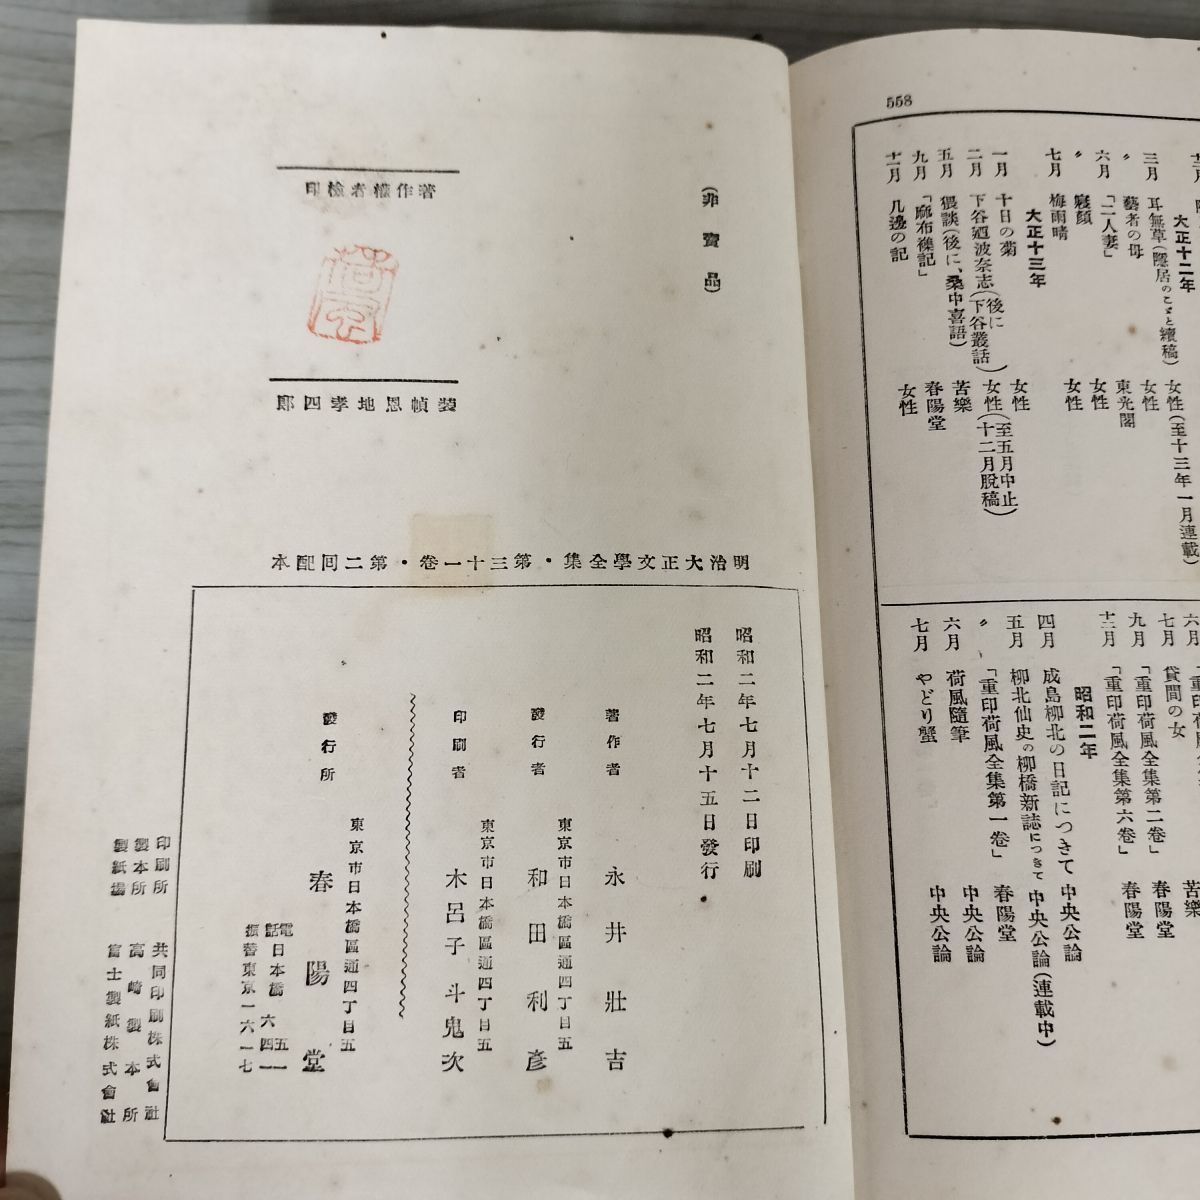 558
十二年
大正十二年
三月 耳無草(隱居のこごと續稿) 女性(至十三年一月連載)
〃 藝者の母 女性
六月 「二人妻」 東光閣
〃 寢顏 女性
七月 梅雨晴 女性
大正十三年
一月 十日の菊 女性
二月 下谷廼波奈志(後に下谷叢話) 女性(至五月中止)(十二月脱稿)
五月 猥談(後に、桑中喜語) 苦樂
九月 「麻布襍記」 春陽堂
十一月 几邊の記 女性
六月 「重印荷風全
七月 貸間の女 苦樂
九月 「重印荷風全集第二卷」 春陽堂
十二月 「重印荷風全集第六卷」 春陽堂
昭和二年
四月 成島柳北の日記につきて 中央公論
五月 柳北仙史の柳橋新誌につきて 中央公論(連載中)
〃 「重印荷風全集第一卷」 春陽堂
六月 荷風隨筆 中央公論
七月 やどり蟹 中央公論
(非賣品)
著作權者檢印
裝幀恩地孝四郎
明治大正文學全集・第三十一卷・第二回配本
昭和二年七月十二日印刷
昭和二年七月十五日發行
著作者 永井壯吉
東京市日本橋區通四丁目五
發行者 和田利彥
東京市日本橋區通四丁目五
印刷者 木呂子斗鬼次
東京市日本橋區通四丁目五
發行所 春陽堂
電話日本橋 五一 六四一
振替東京一六一七
印刷所 共同印刷株式會社
製本所 高崎製本所
製紙場 富士製紙株式會社